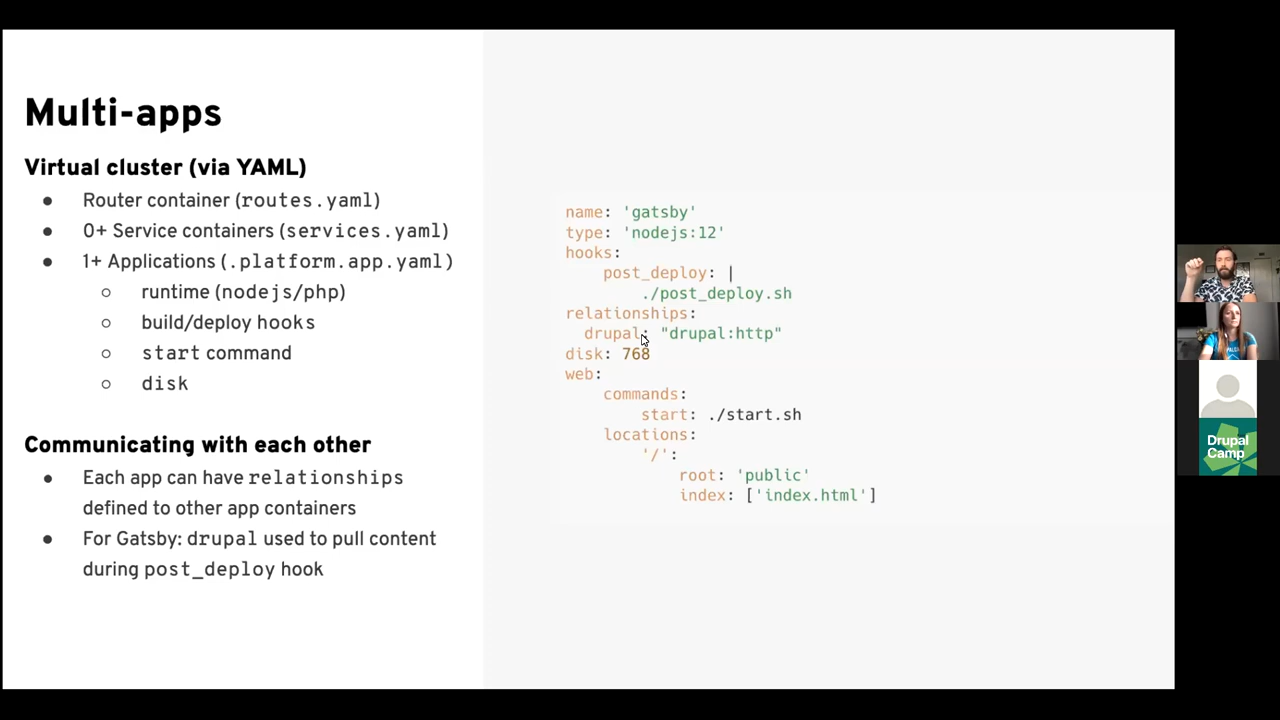 Multi-apps
Virtual cluster (via YAML)
● Router container (routes.yaml)
● 0+ Service containers (services.yaml)
● 1+ Applications (.platform.app.yaml)
○ runtime (nodejs/php)
○ build/deploy hooks
○ start command
○ disk
Communicating with each other
● Each app can have relationships
defined to other app containers
● For Gatsby: drupal used to pull content
during post_deploy hook
name: 'gatsby'
type: 'nodejs:12'
hooks:
    post_deploy: |
        ./post_deploy.sh
relationships:
  drupal: "drupal:http"
disk: 768
web:
    commands:
        start: ./start.sh
    locations:
        '/':
            root: 'public'
            index: ['index.html']
Drupal
Camp